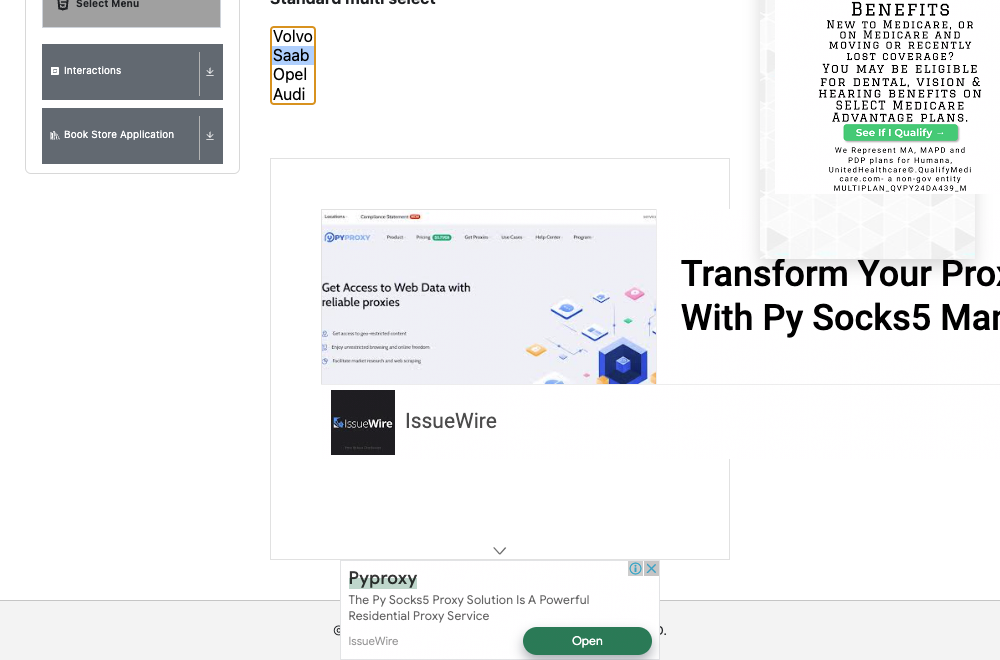 Select Menu
Interactions
Book Store Application
Standard multi select
Volvo
Saab
Opel
Audi
Benefits
New to Medicare, or
on Medicare and
moving or recently
lost coverage?
You may be eligible
for dental, vision &
hearing benefits on
SELECT Medicare
Advantage plans.
See If I Qualify →
We Represent MA, MAPD and
PDP plans for Humana,
UnitedHealthcare©.QualifyMedi
care.com- a non-gov entity
MULTIPLAN_QVPY24DA439_M
Locations
Compliance Statement
PYPROXY
Product
Pricing
Get Proxies
Use Cases
Help Center
Program
Get Access to Web Data with
reliable proxies
Get access to geo-restricted content
Enjoy unrestricted browsing and online freedom
Facilitate market research and web scraping
Transform Your Prox
With Py Socks5 Man
IssueWire
IssueWire
Pyproxy
The Py Socks5 Proxy Solution Is A Powerful
Residential Proxy Service
IssueWire
Open